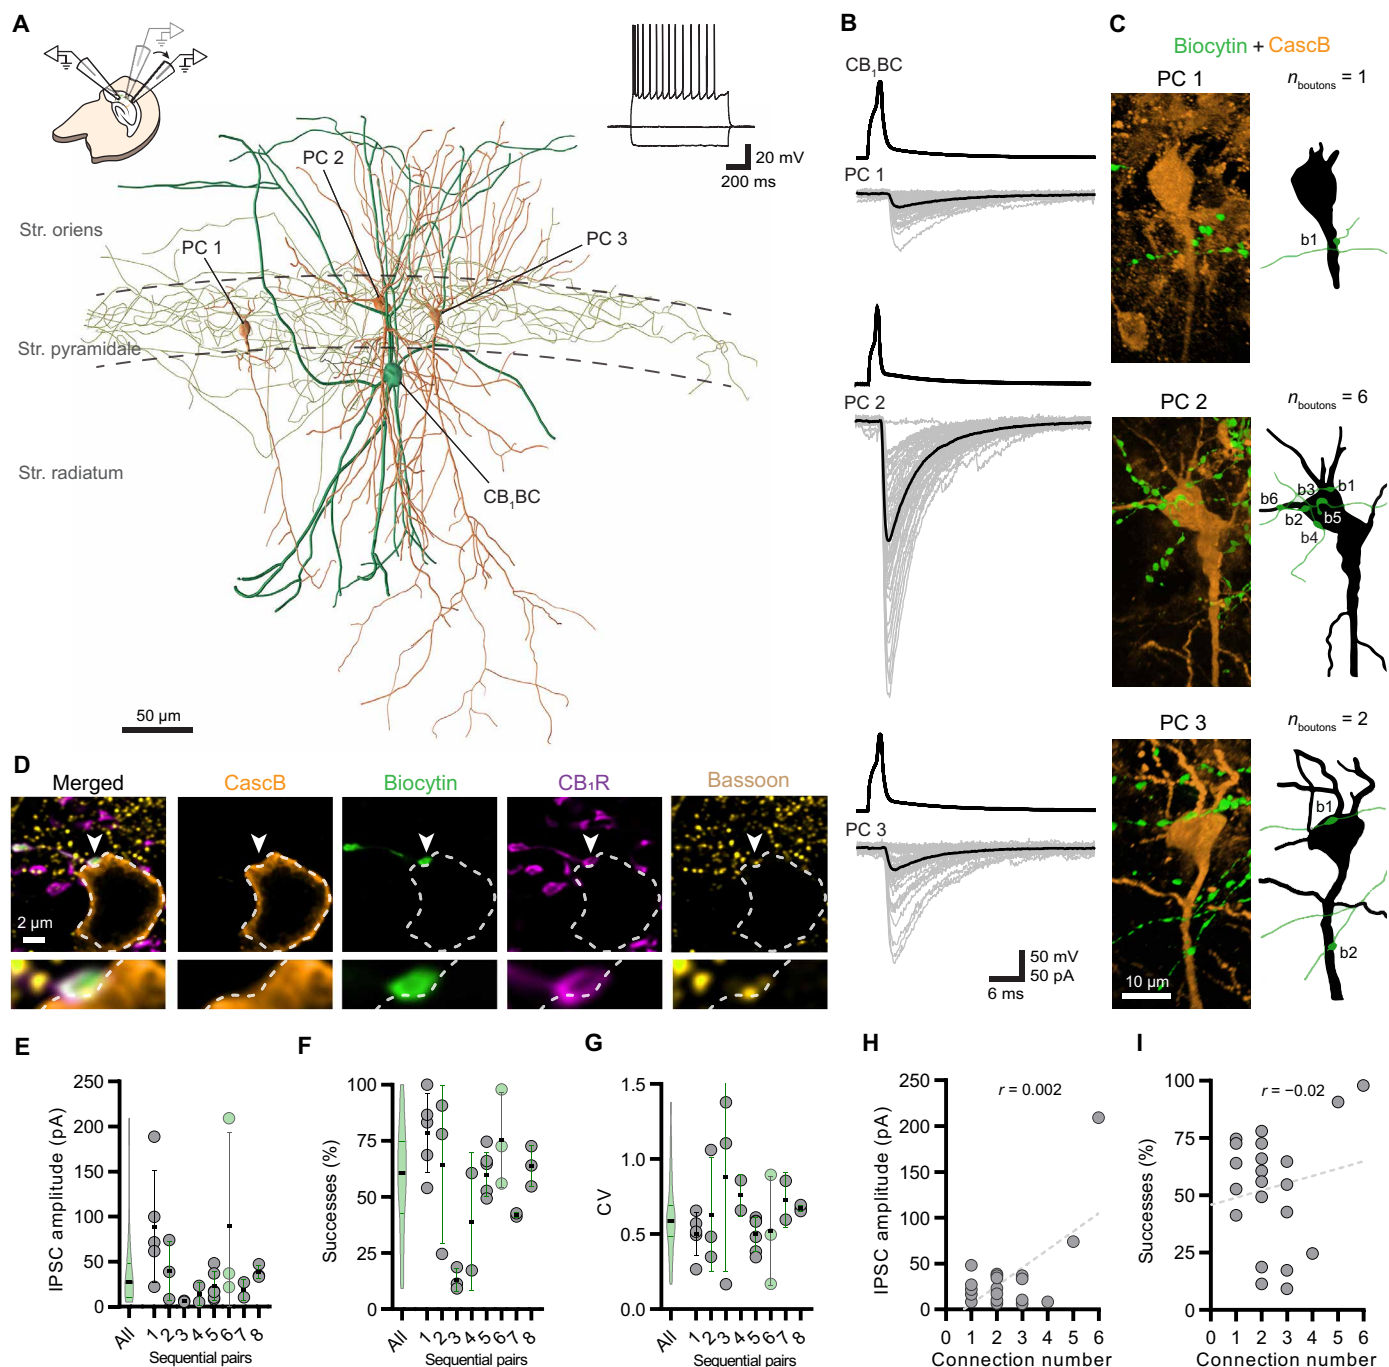 A
20 mV
200 ms
PC 2
PC 3
PC 1
Str. oriens
Str. pyramidale
Str. radiatum
CB₁BC
50 µm
B
CB₁BC
PC 1
PC 2
PC 3
50 mV
50 pA
6 ms
C
Biocytin + CascB
PC 1
n boutons = 1
b1
PC 2
n boutons = 6
b3 b1
b6
b2 b5
b4
PC 3
n boutons = 2
b1
b2
10 µm
D
Merged
CascB
Biocytin
CB₁R
Bassoon
2 µm
E
IPSC amplitude (pA)
250
200
150
100
50
0
All 1 2 3 4 5 6 7 8
Sequential pairs
F
Successes (%)
100
75
50
25
0
All 1 2 3 4 5 6 7 8
Sequential pairs
G
CV
1.5
1.0
0.5
0.0
All 1 2 3 4 5 6 7 8
Sequential pairs
H
r = 0.002
IPSC amplitude (pA)
250
200
150
100
50
0
0 1 2 3 4 5 6
Connection number
I
r = −0.02
Successes (%)
100
75
50
25
0
0 1 2 3 4 5 6
Connection number